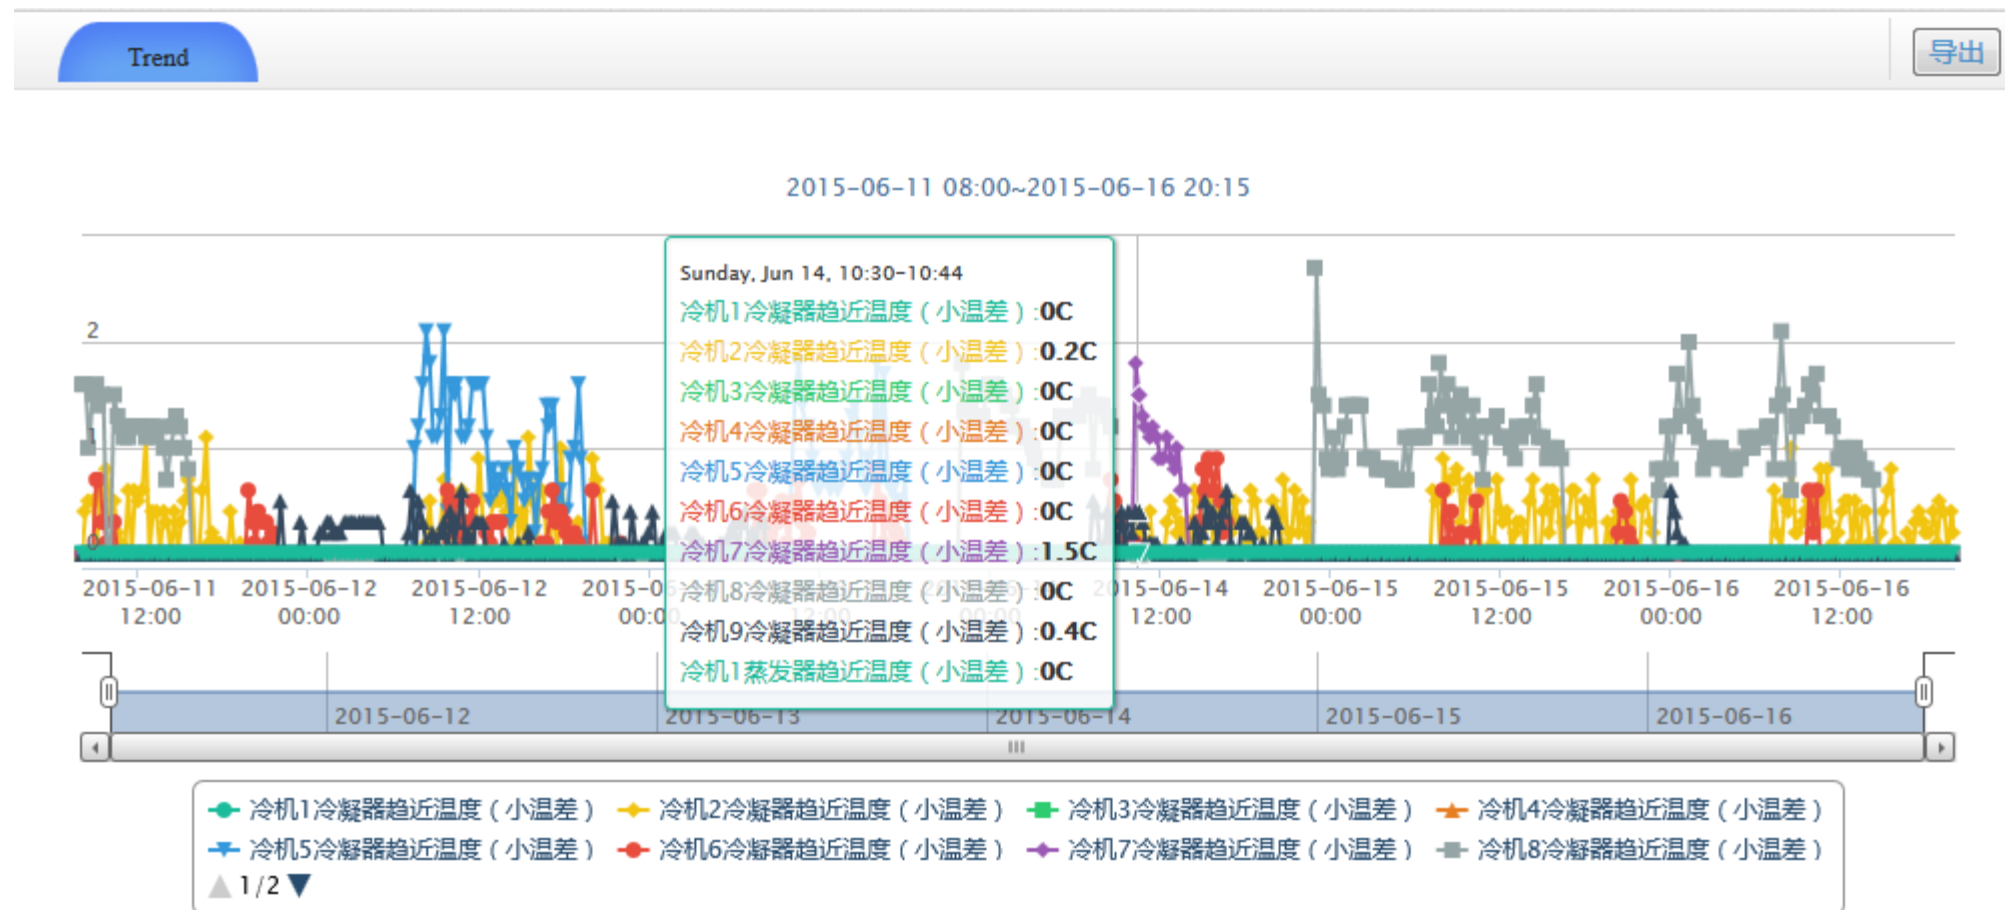 Trend
导出
2015-06-11 08:00~2015-06-16 20:15
Sunday, Jun 14, 10:30-10:44
冷机1冷凝器趋近温度（小温差）:0C
冷机2冷凝器趋近温度（小温差）:0.2C
冷机3冷凝器趋近温度（小温差）:0C
冷机4冷凝器趋近温度（小温差）:0C
冷机5冷凝器趋近温度（小温差）:0C
冷机6冷凝器趋近温度（小温差）:0C
冷机7冷凝器趋近温度（小温差）:1.5C
冷机8冷凝器趋近温度（小温差）:0C
冷机9冷凝器趋近温度（小温差）:0.4C
冷机1蒸发器趋近温度（小温差）:0C
2
1
0
2015-06-11 2015-06-12 2015-06-12 2015-0 2015-06-14 2015-06-15 2015-06-15 2015-06-16 2015-06-16
12:00 00:00 12:00 00:00 12:00 00:00 12:00 00:00 12:00 00:00 12:00
2015-06-12 2015-06-13 2015-06-14 2015-06-15 2015-06-16
冷机1冷凝器趋近温度（小温差） 冷机2冷凝器趋近温度（小温差） 冷机3冷凝器趋近温度（小温差） 冷机4冷凝器趋近温度（小温差）
冷机5冷凝器趋近温度（小温差） 冷机6冷凝器趋近温度（小温差） 冷机7冷凝器趋近温度（小温差） 冷机8冷凝器趋近温度（小温差）
1/2